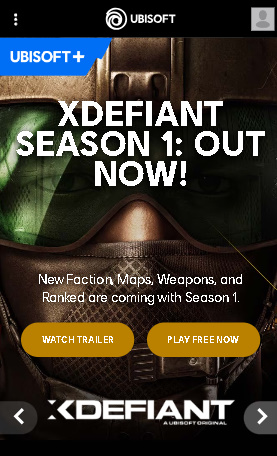 UBISOFT
UBISOFT+
XDEFIANT
SEASON 1: OUT
NOW!
New Faction, Maps, Weapons, and
Ranked are coming with Season 1.
WATCH TRAILER
PLAY FREE NOW
XDEFIANT
A UBISOFT ORIGINAL